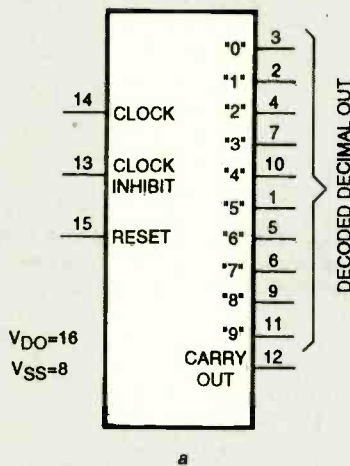 "0" 3
"1" 2
14 CLOCK "2" 4
"3" 7
13 CLOCK INHIBIT "4" 10
"5" 1
15 RESET "6" 5
"7" 6
"8" 9
"9" 11
CARRY OUT 12
DECODED DECIMAL OUT
VDO=16
VSS=8
a